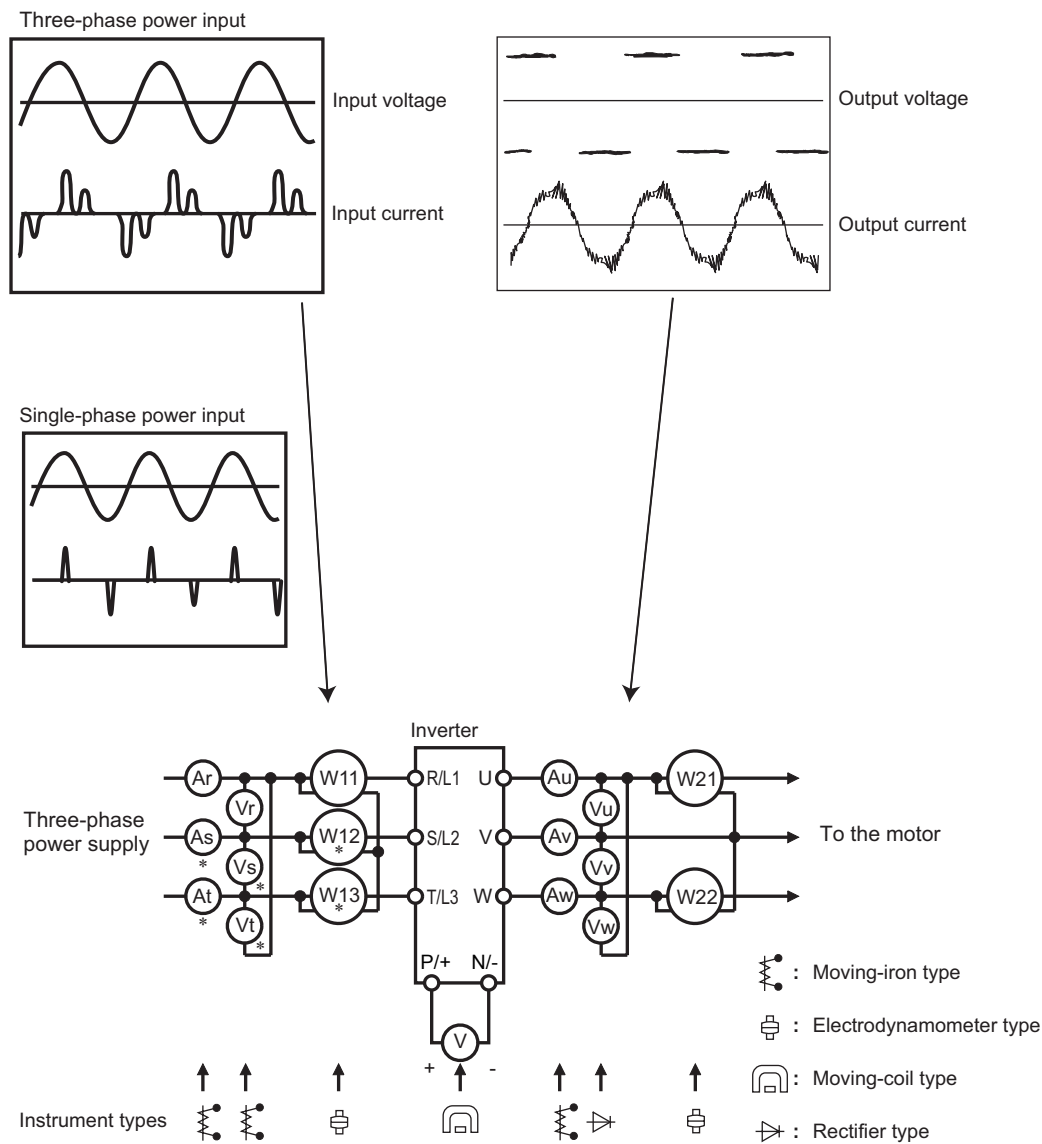 Three-phase power input
Input voltage
Input current
Output voltage
Output current
Single-phase power input
Inverter
Ar
Vr
W11
R/L1
U
Au
Vu
W21
Three-phase
power supply
As
*
Vs
*
W12
*
S/L2
V
Av
Vv
To the motor
At
*
Vt
*
W13
*
T/L3
W
Aw
Vw
W22
P/+ N/-
V
+ -
Instrument types
: Moving-iron type
: Electrodynamometer type
: Moving-coil type
: Rectifier type